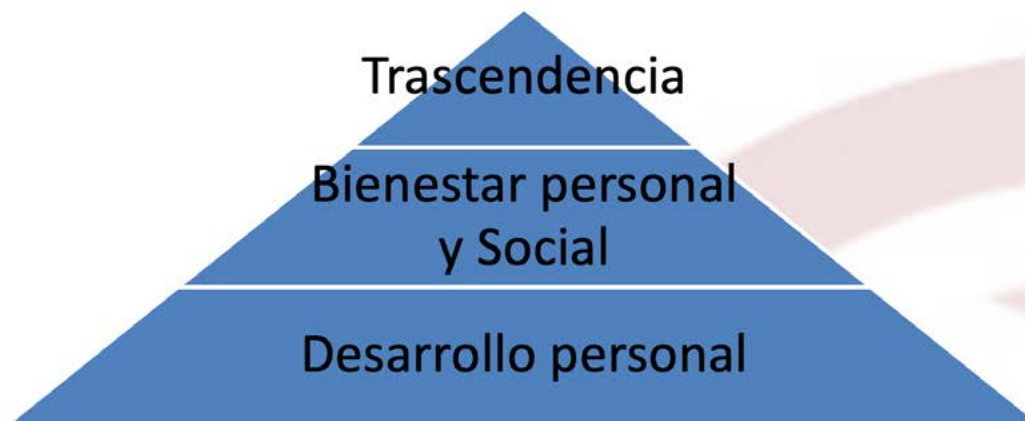 Trascendencia
Bienestar personal
y Social
Desarrollo personal